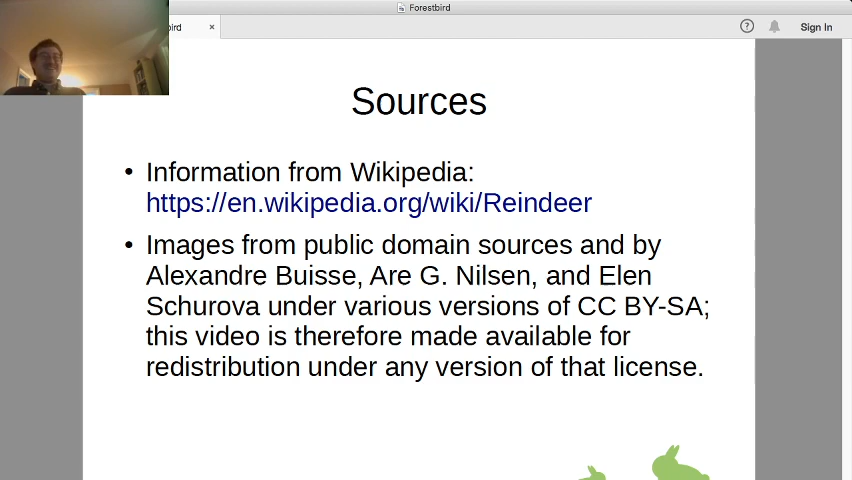 Forestbird
bird
×
?
Sign In
Sources
• Information from Wikipedia:
https://en.wikipedia.org/wiki/Reindeer
• Images from public domain sources and by
Alexandre Buisse, Are G. Nilsen, and Elen
Schurova under various versions of CC BY-SA;
this video is therefore made available for
redistribution under any version of that license.